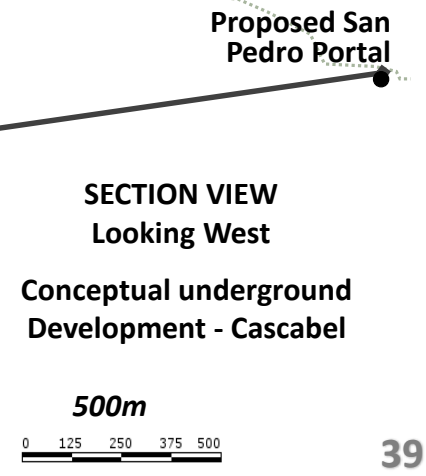 Proposed San
Pedro Portal
SECTION VIEW
Looking West
Conceptual underground
Development - Cascabel
500m
0 125 250 375 500
39